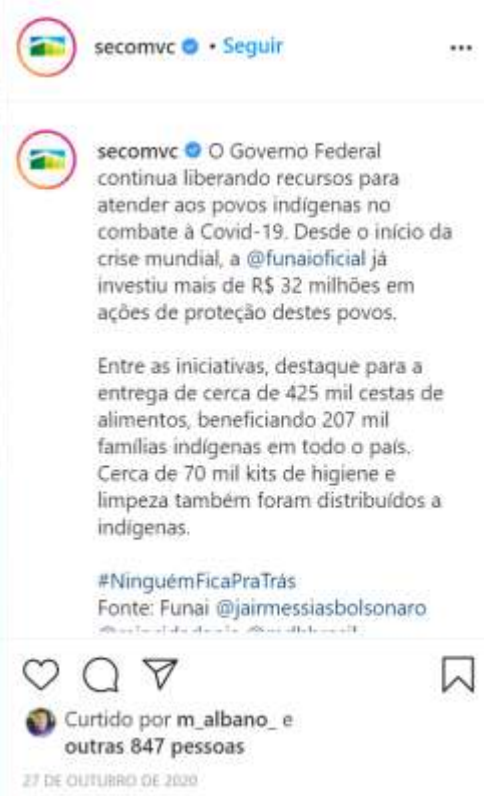 secomvc • Seguir
secomvc O Governo Federal
continua liberando recursos para
atender aos povos indígenas no
combate à Covid-19. Desde o início da
crise mundial, a @funaioficial já
investiu mais de R$ 32 milhões em
ações de proteção destes povos.
Entre as iniciativas, destaque para a
entrega de cerca de 425 mil cestas de
alimentos, beneficiando 207 mil
famílias indígenas em todo o país.
Cerca de 70 mil kits de higiene e
limpeza também foram distribuídos a
indígenas.
#NinguémFicaPraTrás
Fonte: Funai @jairmessiasbolsonaro
Curtido por m_albano_ e
outras 847 pessoas
27 DE OUTUBRO DE 2020